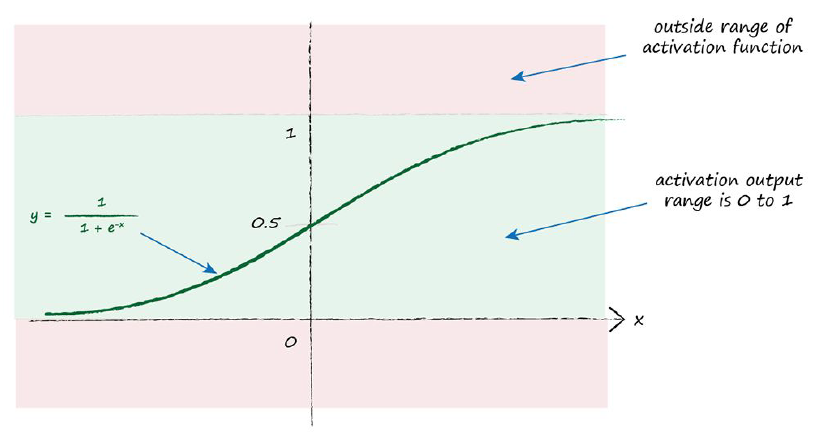 outside range of
activation function
1
activation output
range is 0 to 1
0.5
y = 1 / 1 + e^-x
x
0